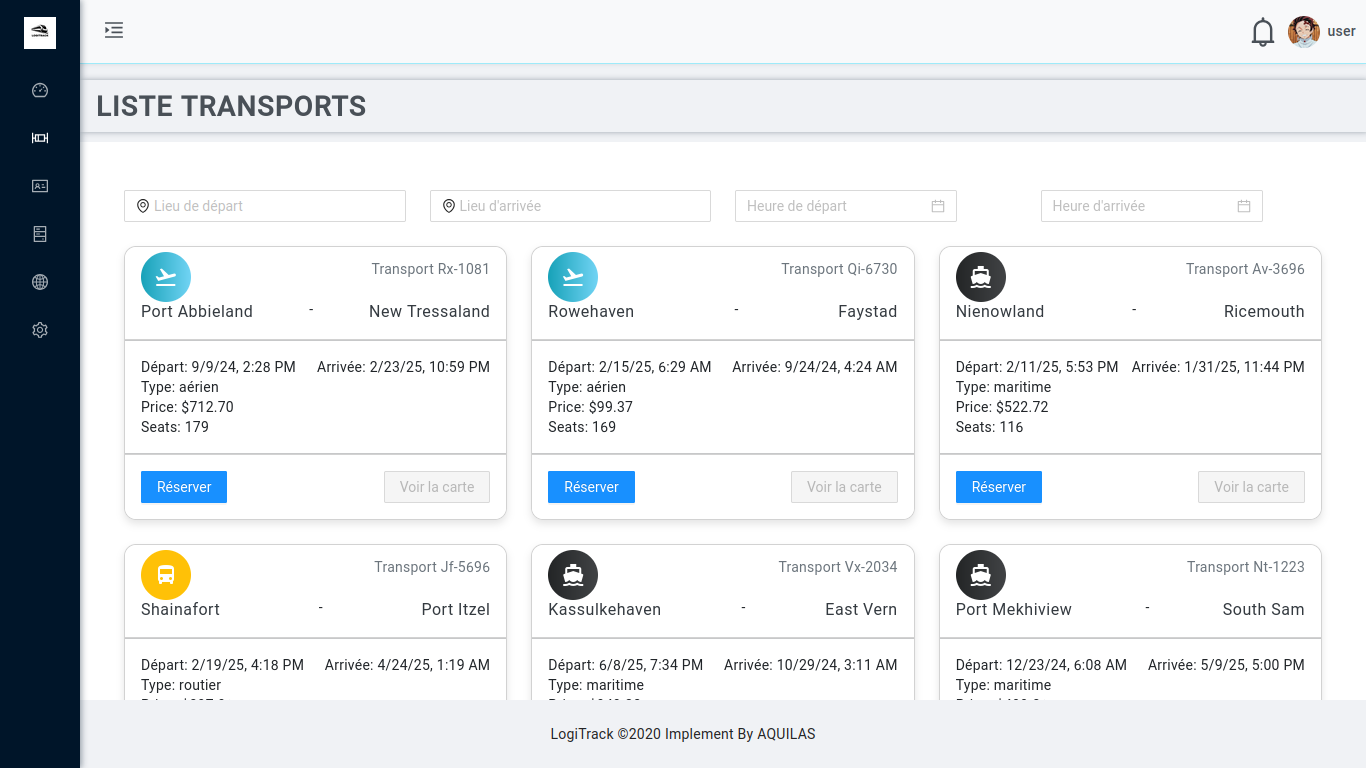 LOGITRACK
user
LISTE TRANSPORTS
Lieu de départ
Lieu d'arrivée
Heure de départ
Heure d'arrivée
Transport Rx-1081
Port Abbieland - New Tressaland
Départ: 9/9/24, 2:28 PM Arrivée: 2/23/25, 10:59 PM
Type: aérien
Price: $712.70
Seats: 179
Réserver Voir la carte
Transport Qi-6730
Rowehaven - Faystad
Départ: 2/15/25, 6:29 AM Arrivée: 9/24/24, 4:24 AM
Type: aérien
Price: $99.37
Seats: 169
Réserver Voir la carte
Transport Av-3696
Nienowland - Ricemouth
Départ: 2/11/25, 5:53 PM Arrivée: 1/31/25, 11:44 PM
Type: maritime
Price: $522.72
Seats: 116
Réserver Voir la carte
Transport Jf-5696
Shainafort - Port Itzel
Départ: 2/19/25, 4:18 PM Arrivée: 4/24/25, 1:19 AM
Type: routier
Transport Vx-2034
Kassulkehaven - East Vern
Départ: 6/8/25, 7:34 PM Arrivée: 10/29/24, 3:11 AM
Type: maritime
Transport Nt-1223
Port Mekhiview - South Sam
Départ: 12/23/24, 6:08 AM Arrivée: 5/9/25, 5:00 PM
Type: maritime
LogiTrack ©2020 Implement By AQUILAS